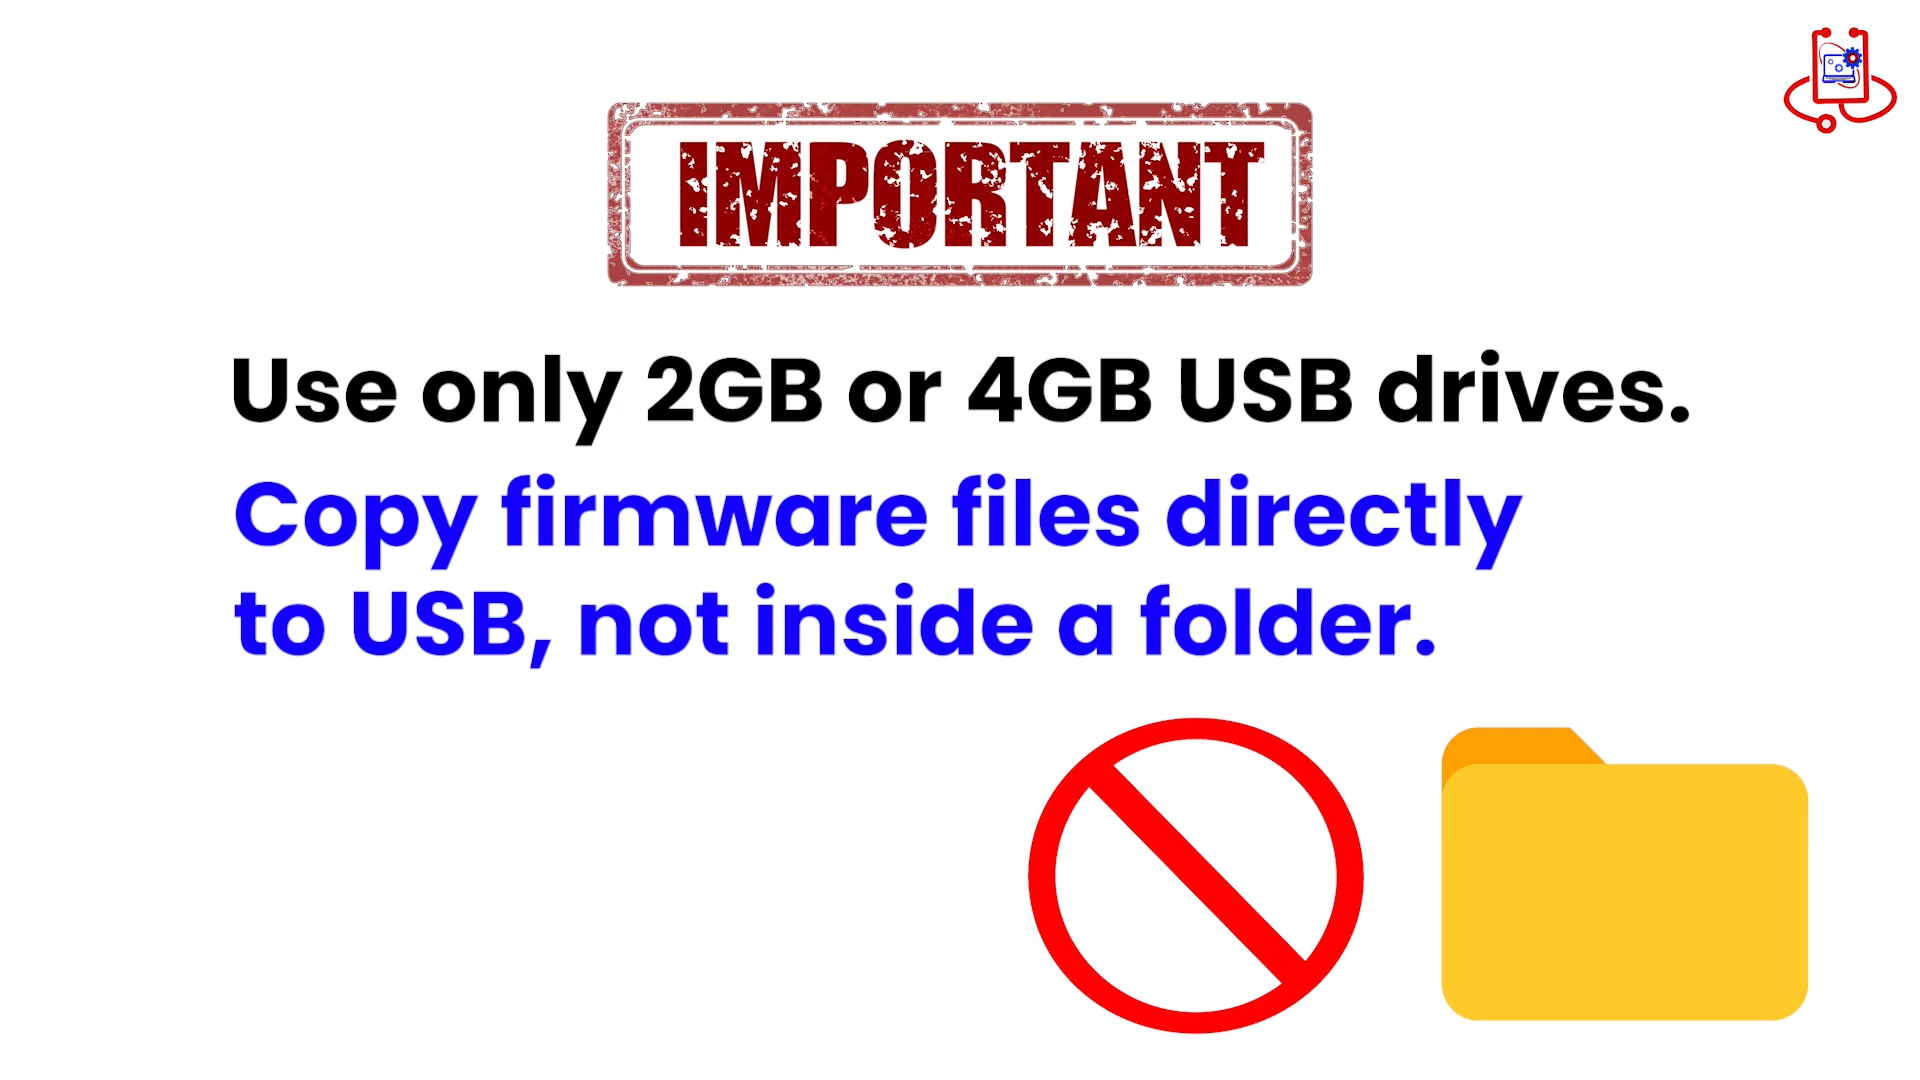 IMPORTANT
Use only 2GB or 4GB USB drives.
Copy firmware files directly
to USB, not inside a folder.